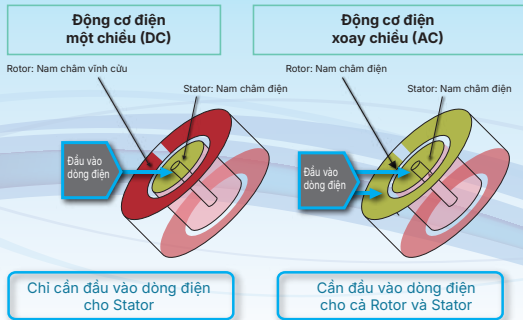 Động cơ điện
một chiều (DC)
Động cơ điện
xoay chiều (AC)
Rotor: Nam châm vĩnh cửu
Stator: Nam châm điện
Rotor: Nam châm điện
Stator: Nam châm điện
Đầu vào
dòng điện
Đầu vào
dòng điện
Chỉ cần đầu vào dòng điện
cho Stator
Cần đầu vào dòng điện
cho cả Rotor và Stator